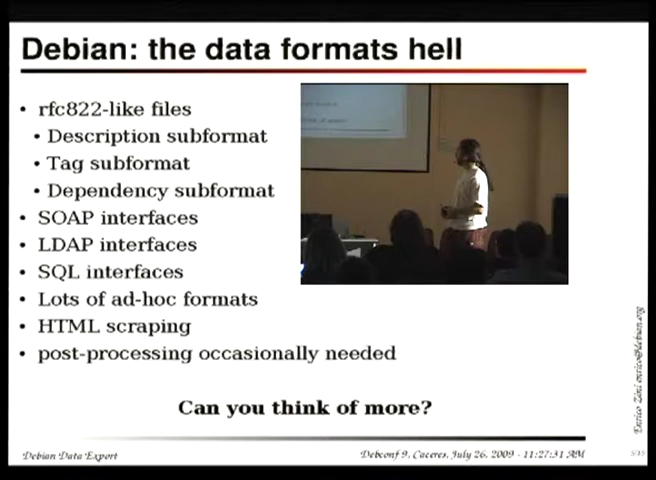 Debian: the data formats hell
• rfc822-like files
• Description subformat
• Tag subformat
• Dependency subformat
• SOAP interfaces
• LDAP interfaces
• SQL interfaces
• Lots of ad-hoc formats
• HTML scraping
• post-processing occasionally needed
Can you think of more?
Enrico Zini enrico@debian.org
Debian Data Export
Debconf 9, Caceres, July 26, 2009 - 11:27:31 AM